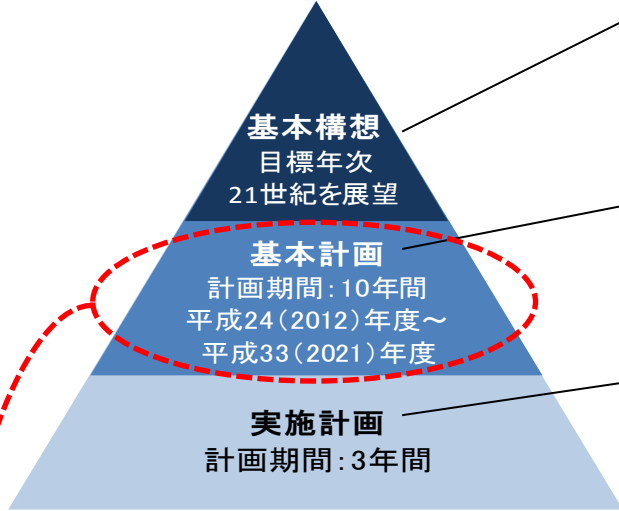 基本構想
目標年次
21世紀を展望
基本計画
計画期間：10年間
平成24（2012）年度～
平成33（2021）年度
実施計画
計画期間：3年間